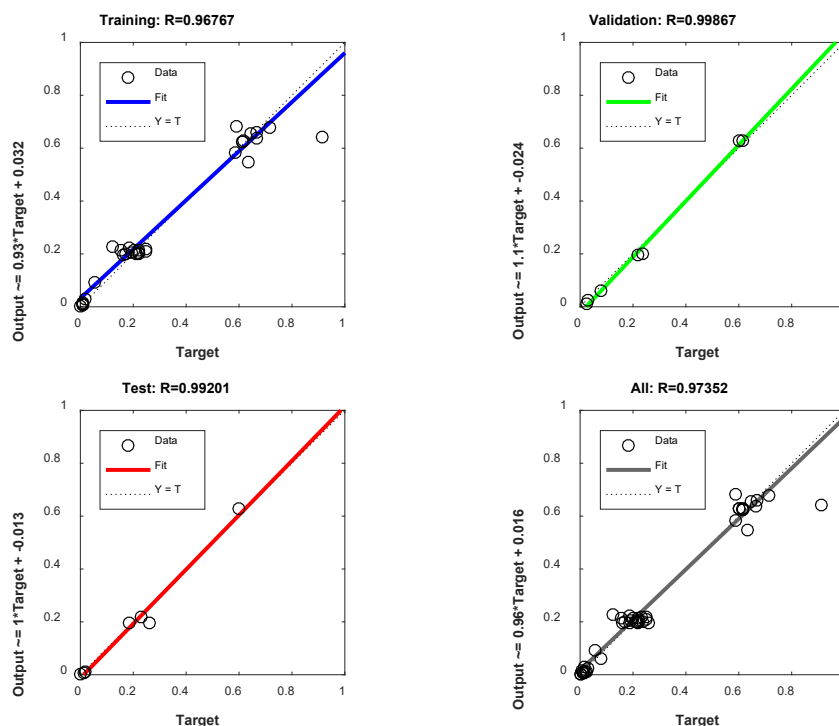 Training: R=0.96767
Output ~= 0.93*Target + 0.032
1
0.8
0.6
0.4
0.2
0
Data
Fit
Y = T
0
0.2
0.4
0.6
0.8
1
Target
Validation: R=0.99867
Output ~= 1.1*Target + -0.024
1
0.8
0.6
0.4
0.2
0
Data
Fit
Y = T
0
0.2
0.4
0.6
0.8
Target
Test: R=0.99201
Output ~= 1*Target + -0.013
1
0.8
0.6
0.4
0.2
0
Data
Fit
Y = T
0
0.2
0.4
0.6
0.8
1
Target
All: R=0.97352
Output ~= 0.96*Target + 0.016
1
0.8
0.6
0.4
0.2
0
Data
Fit
Y = T
0
0.2
0.4
0.6
0.8
Target